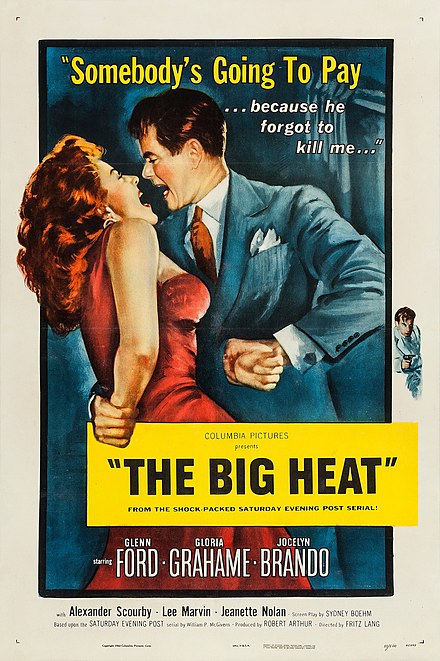 "Somebody's Going To Pay
...because he
forgot to
kill me..."
COLUMBIA PICTURES
presents
"THE BIG HEAT"
FROM THE SHOCK-PACKED SATURDAY EVENING POST SERIAL!
starring GLENN FORD · GLORIA GRAHAME · JOCELYN BRANDO
with Alexander Scourby · Lee Marvin · Jeanette Nolan · Screen Play by SYDNEY BOEHM
Based upon the SATURDAY EVENING POST serial by William P. McGivern · Produced by ROBERT ARTHUR · Directed by FRITZ LANG